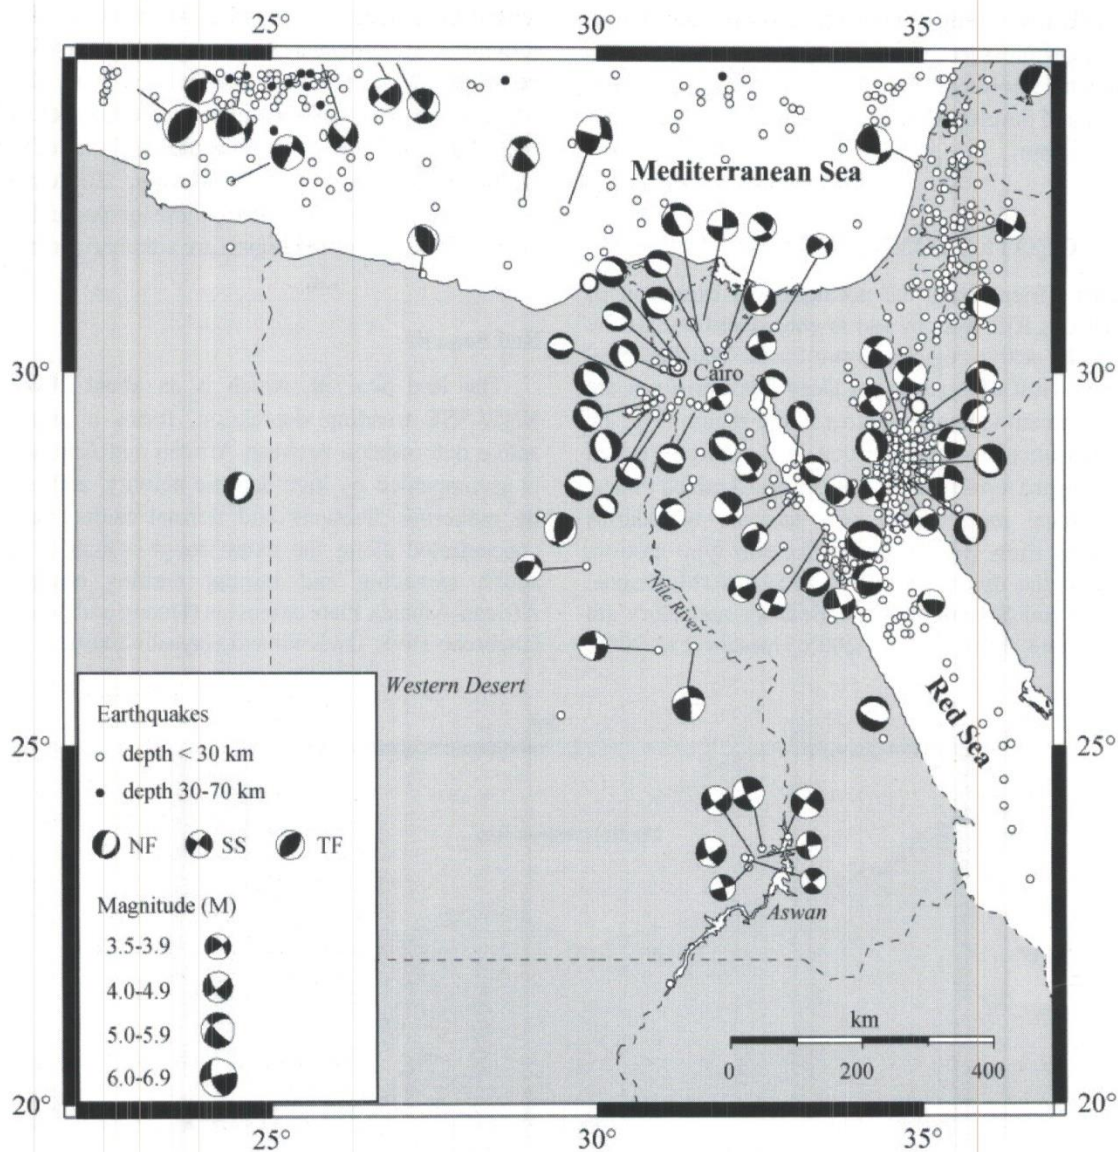 25° 30° 35°
Mediterranean Sea
30° Cairo 30°
Nile River
Western Desert
Red Sea
25° 25°
Earthquakes
depth < 30 km
depth 30-70 km
NF SS TF
Magnitude (M)
3.5-3.9
4.0-4.9
5.0-5.9
6.0-6.9
Aswan
km
0 200 400
20° 20°
25° 30° 35°